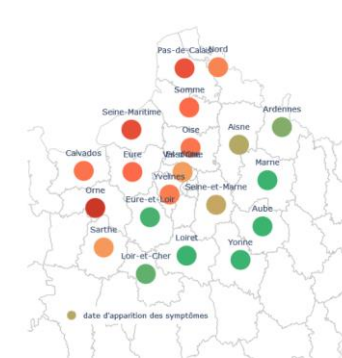 Pas-de-Calais
Nord
Somme
Seine-Maritime
Ardennes
Oise
Aisne
Calvados
Eure
Marne
Yvelines
Seine-et-Marne
Orne
Eure-et-Loir
Aube
Sarthe
Loiret
Yonne
Loir-et-Cher
date d'apparition des symptômes